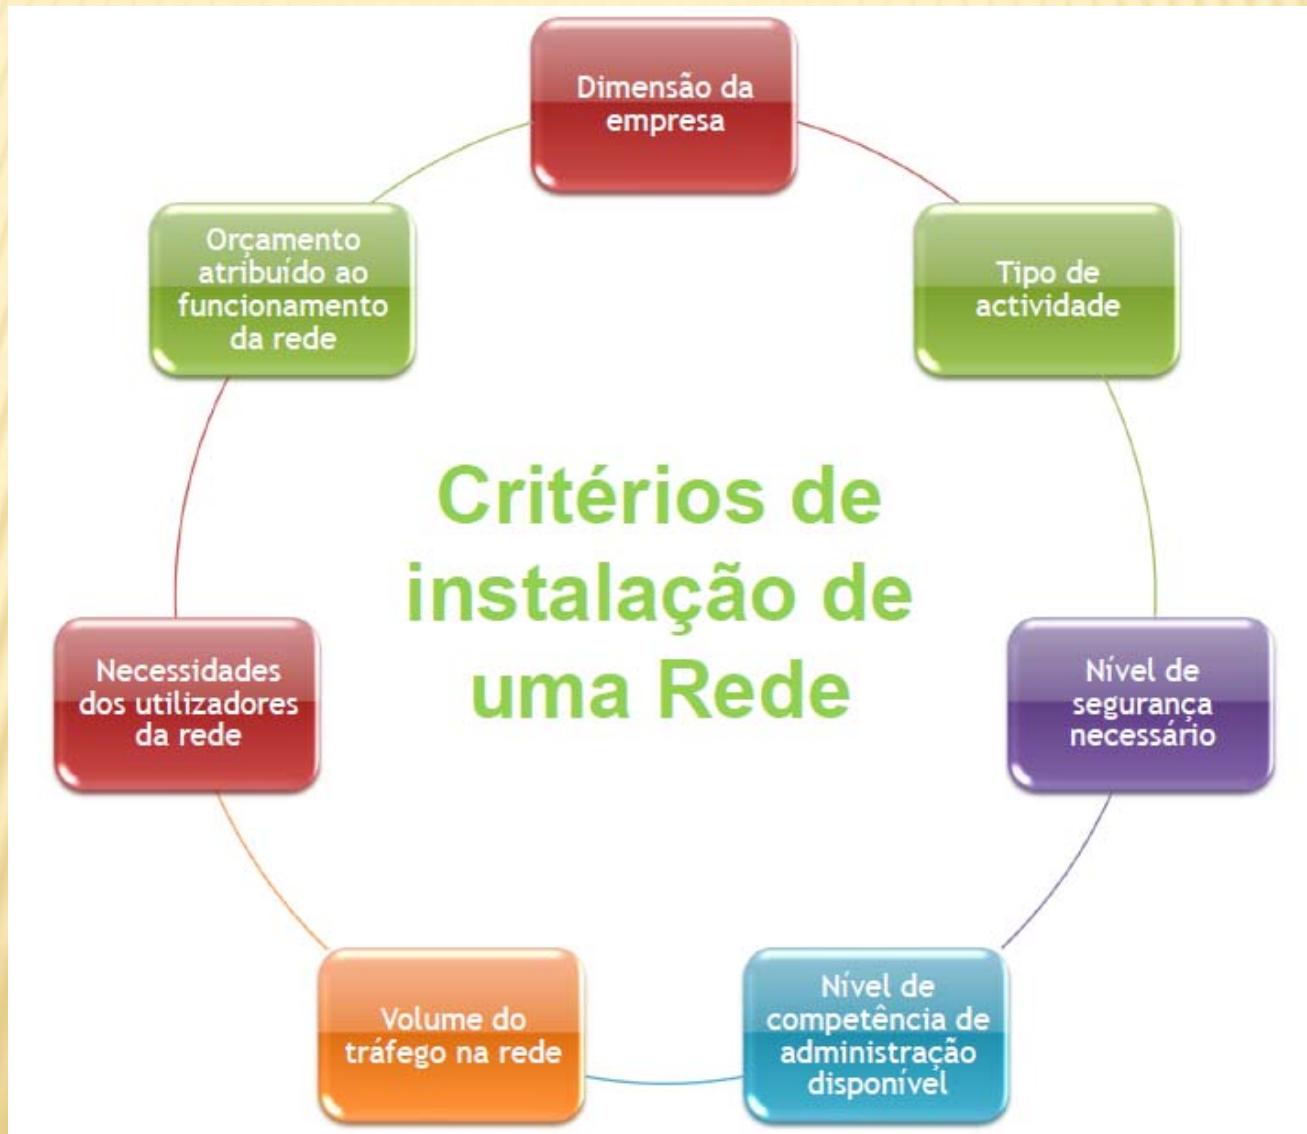 Dimensão da
empresa
Tipo de
actividade
Nível de
segurança
necessário
Nível de
competência de
administração
disponível
Volume do
tráfego na rede
Necessidades
dos utilizadores
da rede
Orçamento
atribuído ao
funcionamento
da rede
Critérios de
instalação de
uma Rede